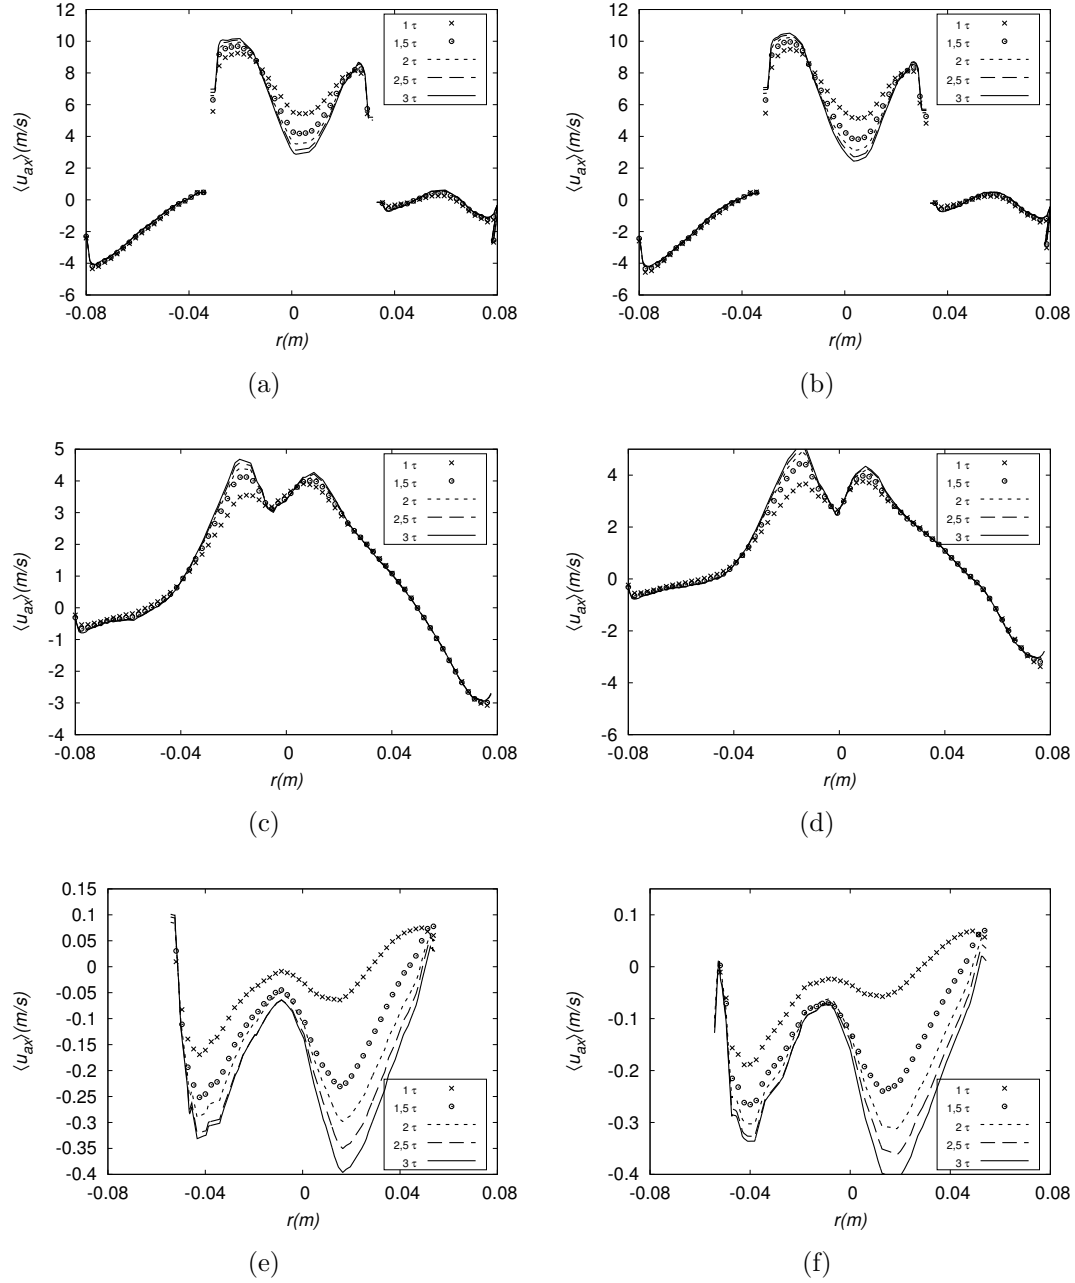 12
10
8
6
4
2
0
-2
-4
-6
-0.08
-0.04
0
0.04
0.08
⟨u_ax⟩(m/s)
r(m)
1 τ
1,5 τ
2 τ
2,5 τ
3 τ
(a)
12
10
8
6
4
2
0
-2
-4
-6
-0.08
-0.04
0
0.04
0.08
⟨u_ax⟩(m/s)
r(m)
1 τ
1,5 τ
2 τ
2,5 τ
3 τ
(b)
5
4
3
2
1
0
-1
-2
-3
-4
-0.08
-0.04
0
0.04
0.08
⟨u_ax⟩(m/s)
r(m)
1 τ
1,5 τ
2 τ
2,5 τ
3 τ
(c)
4
2
0
-2
-4
-6
-0.08
-0.04
0
0.04
0.08
⟨u_ax⟩(m/s)
r(m)
1 τ
1,5 τ
2 τ
2,5 τ
3 τ
(d)
0.15
0.1
0.05
0
-0.05
-0.1
-0.15
-0.2
-0.25
-0.3
-0.35
-0.4
-0.08
-0.04
0
0.04
0.08
⟨u_ax⟩(m/s)
r(m)
1 τ
1,5 τ
2 τ
2,5 τ
3 τ
(e)
0.1
0
-0.1
-0.2
-0.3
-0.4
-0.08
-0.04
0
0.04
0.08
⟨u_ax⟩(m/s)
r(m)
1 τ
1,5 τ
2 τ
2,5 τ
3 τ
(f)